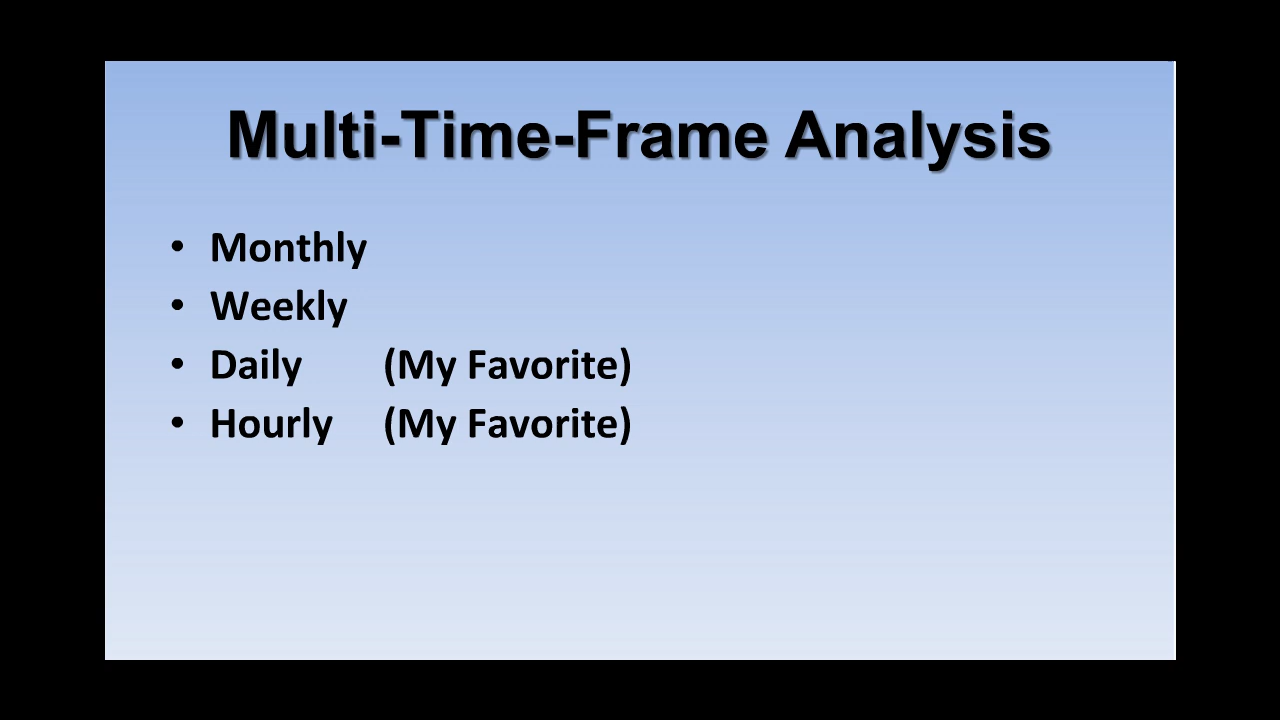 Multi-Time-Frame Analysis
• Monthly
• Weekly
• Daily (My Favorite)
• Hourly (My Favorite)